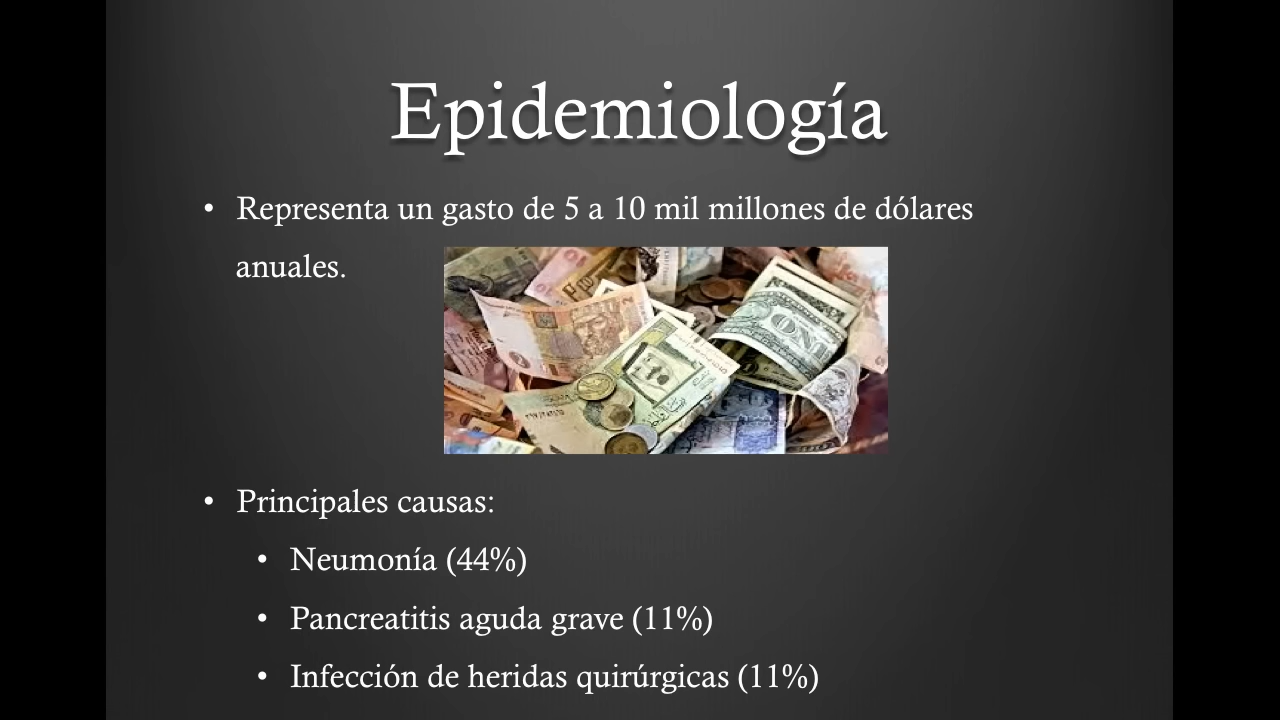 Epidemiología
• Representa un gasto de 5 a 10 mil millones de dólares
anuales.
ONE
• Principales causas:
• Neumonía (44%)
• Pancreatitis aguda grave (11%)
• Infección de heridas quirúrgicas (11%)